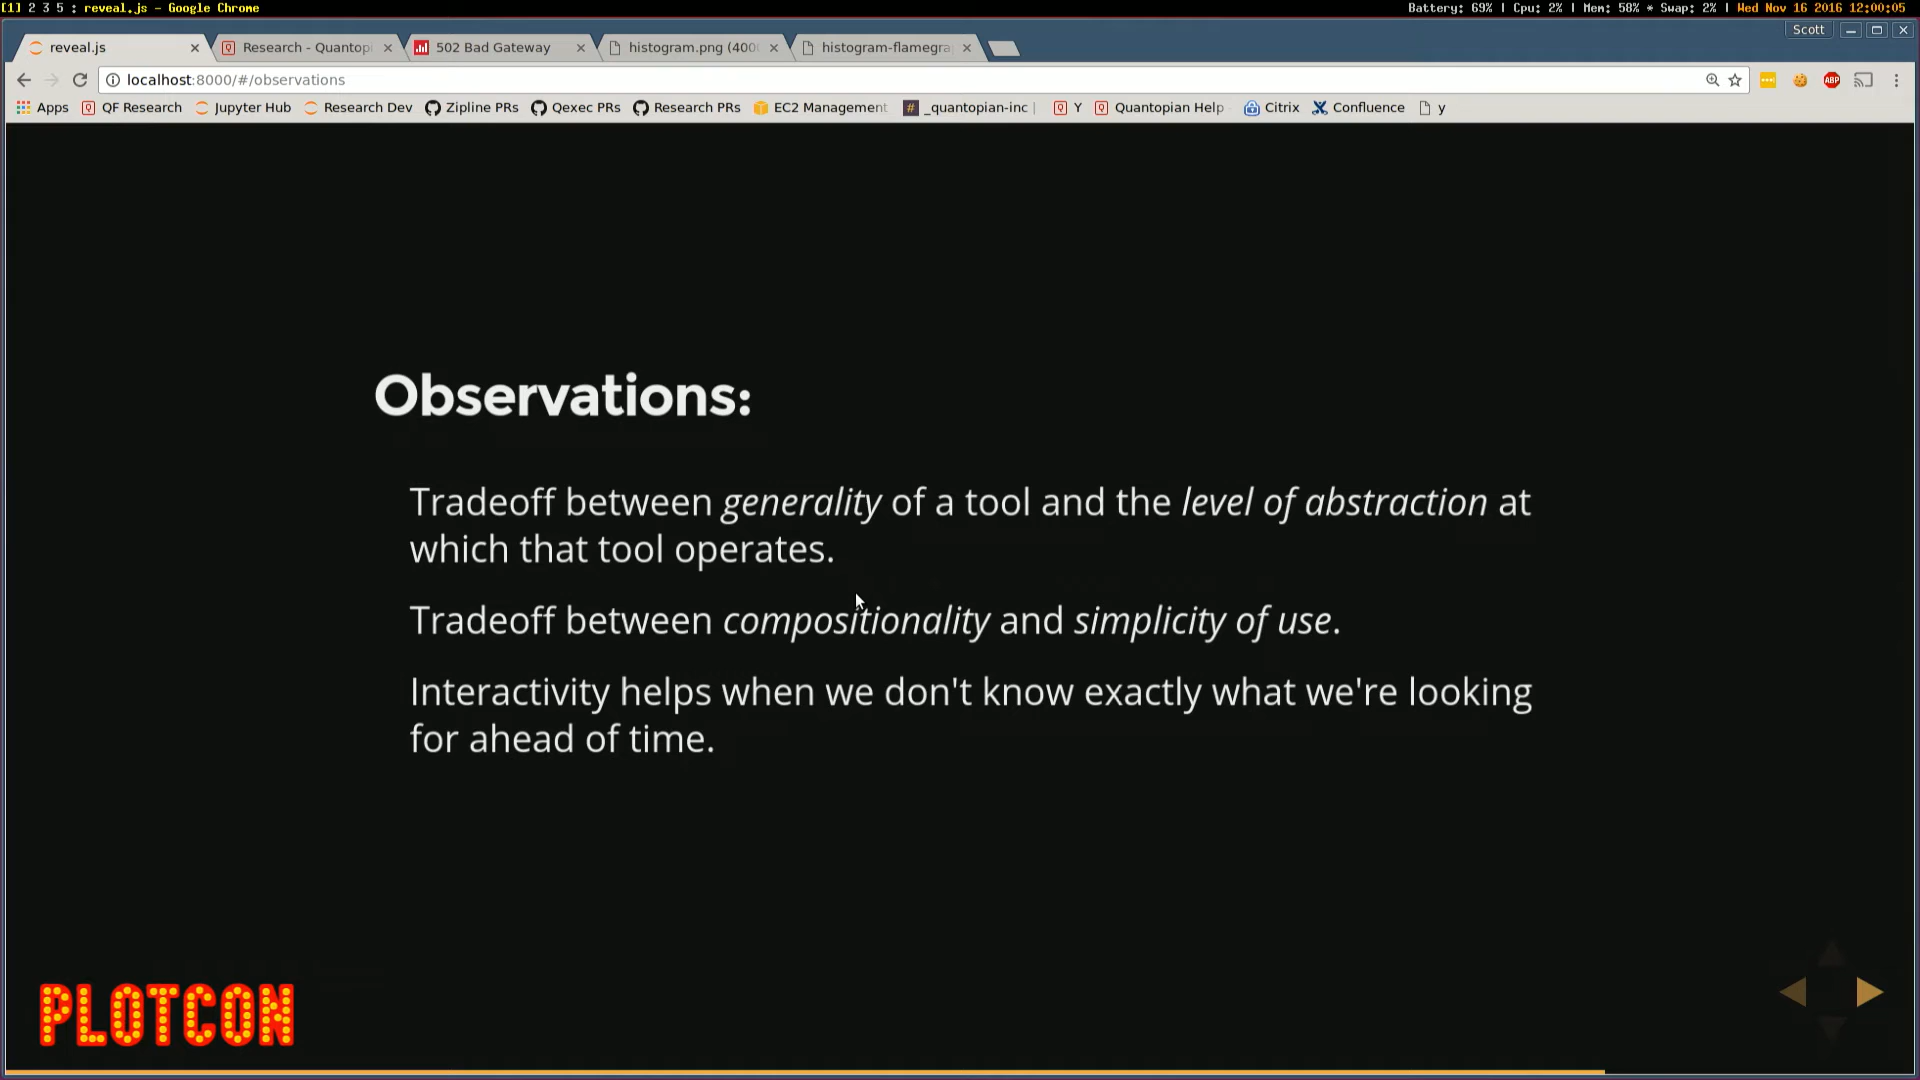 [1] 2 3 5 : reveal.js - Google Chrome
Battery: 69% | Cpu: 2% | Mem: 58% * Swap: 2% | Wed Nov 16 2016 12:00:05
Scott
reveal.js
Research - Quantop
502 Bad Gateway
histogram.png (400
histogram-flamegra
localhost:8000/#/observations
Apps
QF Research
Jupyter Hub
Research Dev
Zipline PRs
Qexec PRs
Research PRs
EC2 Management
_quantopian-inc |
Y
Quantopian Help
Citrix
Confluence
y
ABP
Observations:
Tradeoff between generality of a tool and the level of abstraction at
which that tool operates.
Tradeoff between compositionality and simplicity of use.
Interactivity helps when we don't know exactly what we're looking
for ahead of time.
PLOTCON